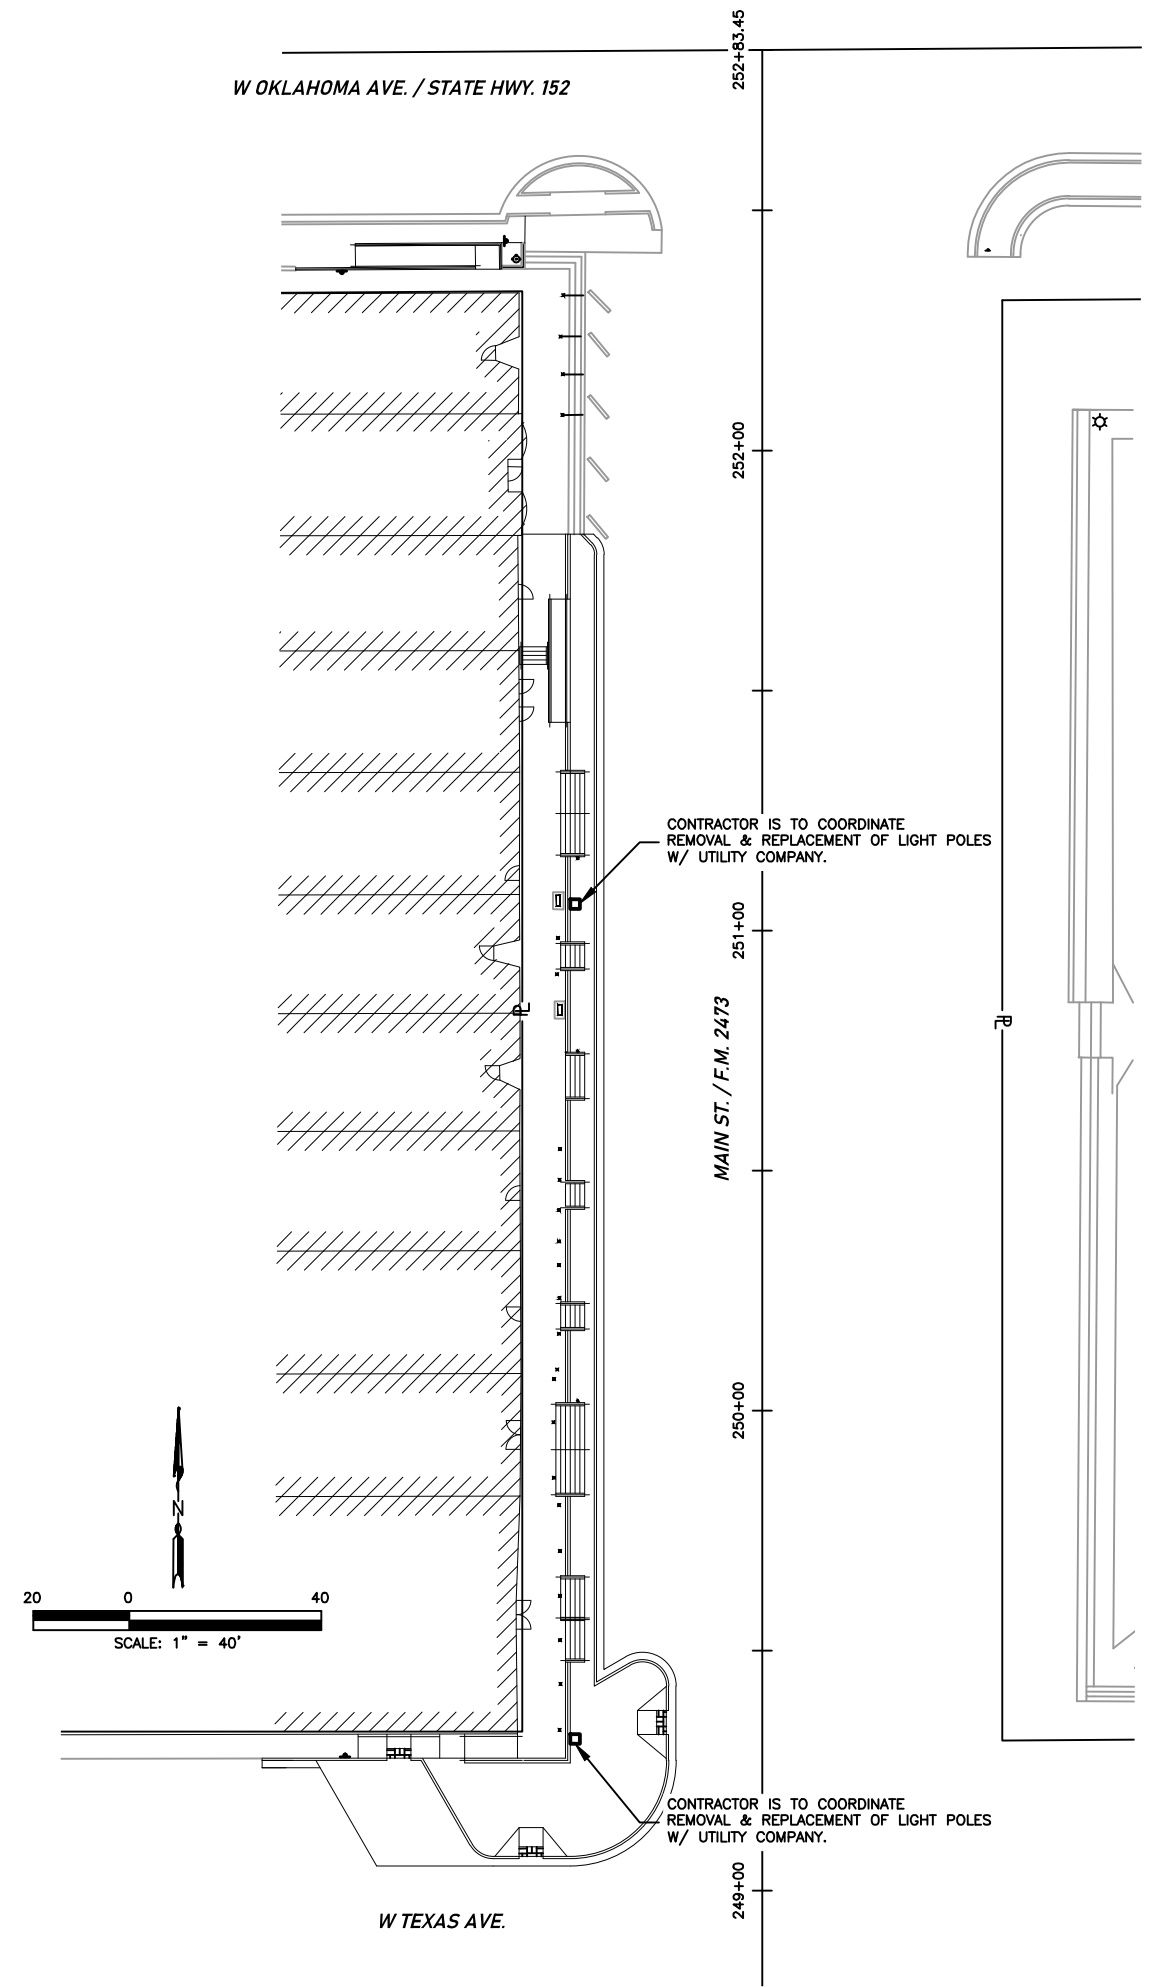 252+83.45
W OKLAHOMA AVE. / STATE HWY. 152
252+00
CONTRACTOR IS TO COORDINATE
REMOVAL & REPLACEMENT OF LIGHT POLES
W/ UTILITY COMPANY.
251+00
PL
PL
MAIN ST. / F.M. 2473
250+00
N
20 0 40
SCALE: 1" = 40'
CONTRACTOR IS TO COORDINATE
REMOVAL & REPLACEMENT OF LIGHT POLES
W/ UTILITY COMPANY.
249+00
W TEXAS AVE.